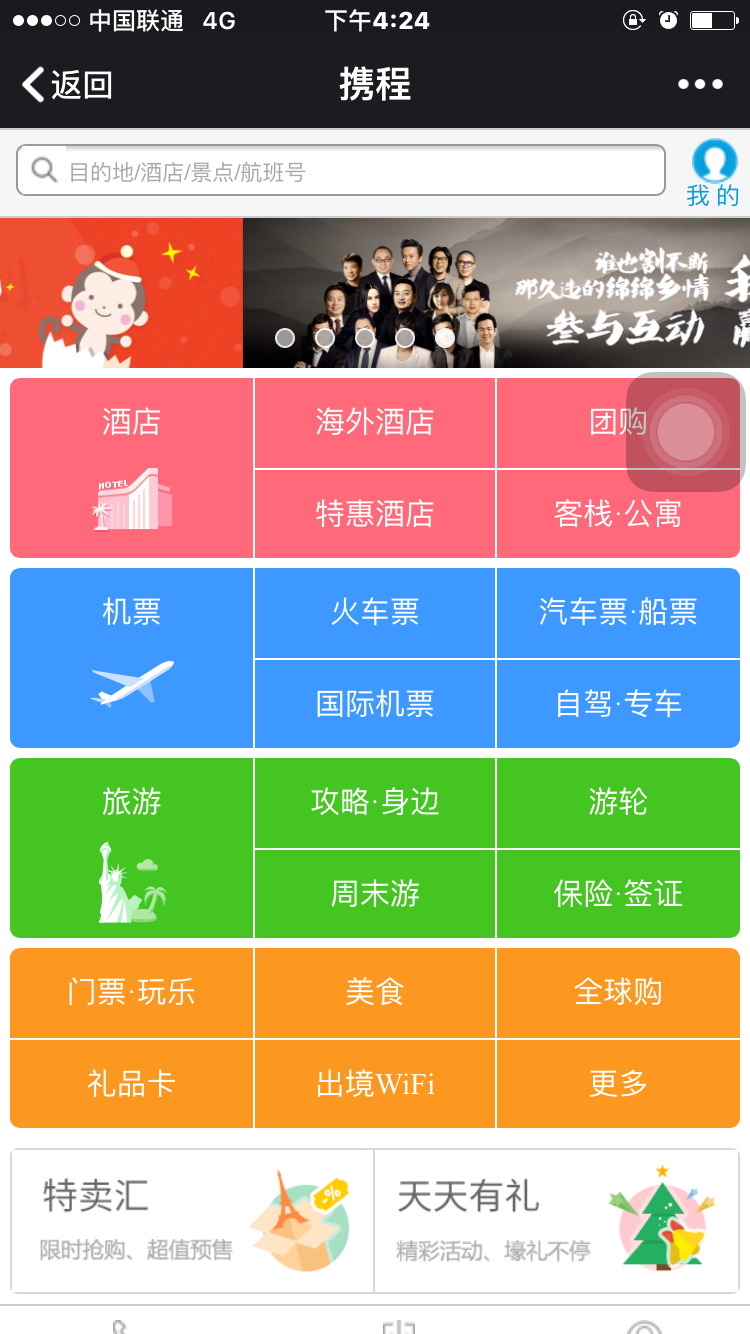 中国联通 4G 下午4:24
返回 携程
目的地/酒店/景点/航班号
我的
谁也割不断
那久违的绵绵乡情
参与互动
酒店
HOTEL
海外酒店
团购
特惠酒店
客栈·公寓
机票
火车票
汽车票·船票
国际机票
自驾·专车
旅游
攻略·身边
游轮
周末游
保险·签证
门票·玩乐
美食
全球购
礼品卡
出境WiFi
更多
特卖汇
%
限时抢购、超值预售
天天有礼
精彩活动、壕礼不停